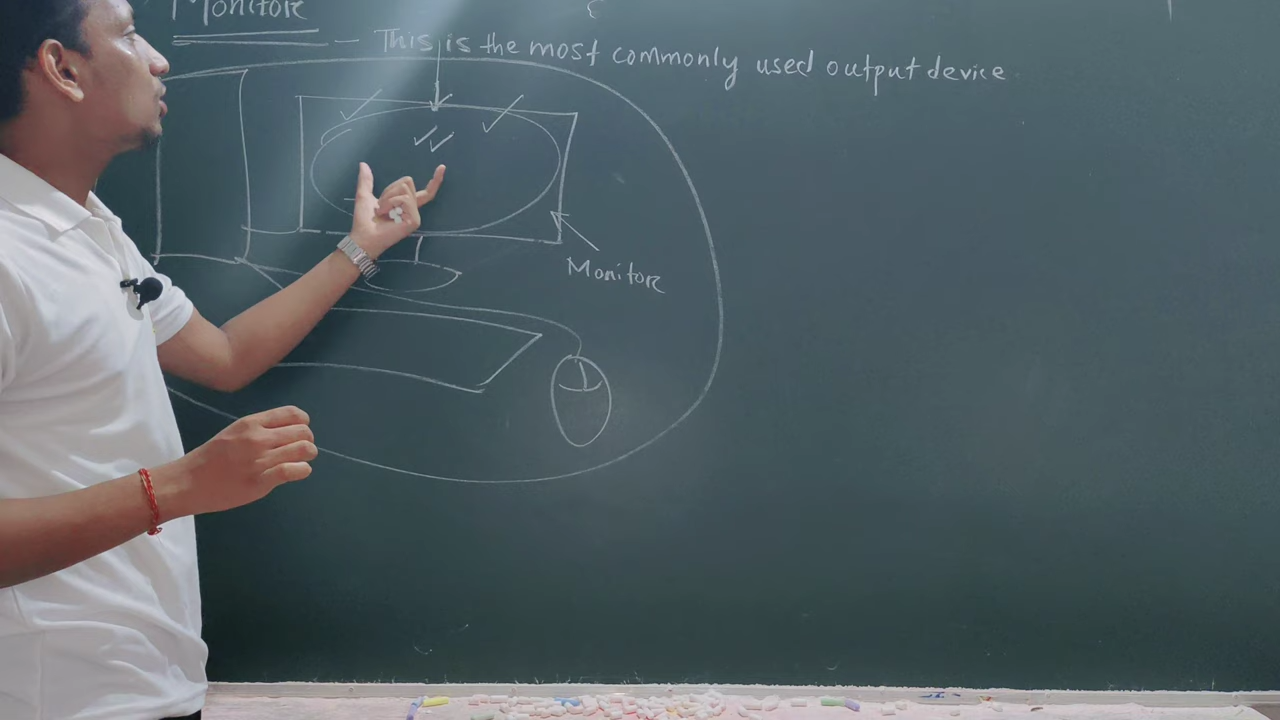 Monitor
— This is the most commonly used output device
Monitor